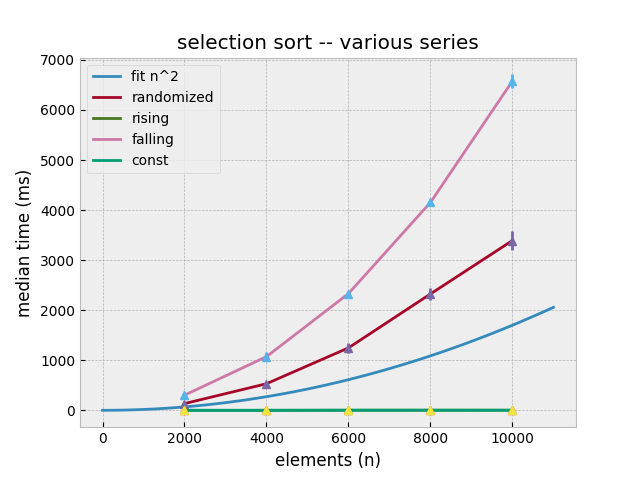 selection sort -- various series
7000
6000
5000
4000
3000
2000
1000
0
median time (ms)
fit n^2
randomized
rising
falling
const
0 2000 4000 6000 8000 10000
elements (n)